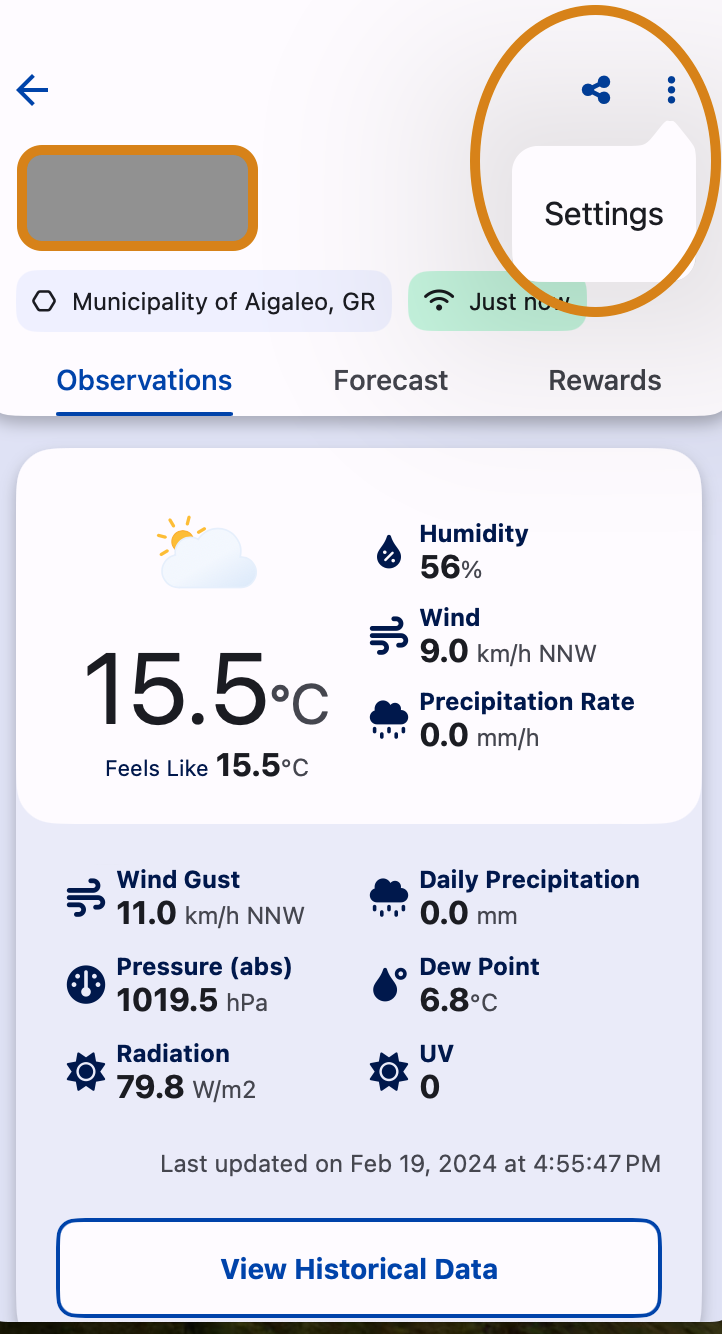 Settings
Municipality of Aigaleo, GR
Just now
Observations
Forecast
Rewards
15.5°C
Feels Like 15.5°C
Humidity
56%
Wind
9.0 km/h NNW
Precipitation Rate
0.0 mm/h
Wind Gust
11.0 km/h NNW
Daily Precipitation
0.0 mm
Pressure (abs)
1019.5 hPa
Dew Point
6.8°C
Radiation
79.8 W/m2
UV
0
Last updated on Feb 19, 2024 at 4:55:47 PM
View Historical Data